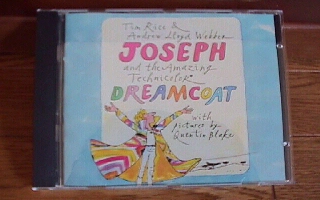 Tim Rice &
Andrew Lloyd Webber
JOSEPH
and the Amazing
Technicolor
DREAMCOAT
with
pictures by
Quentin Blake